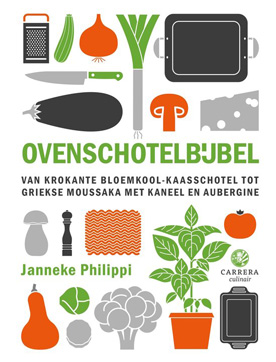 OVENSCHOTELBIJBEL
VAN KROKANTE BLOEMKOOL-KAASSCHOTEL TOT
GRIEKSE MOUSSAKA MET KANEEL EN AUBERGINE
Janneke Philippi
CARRERA
culinair